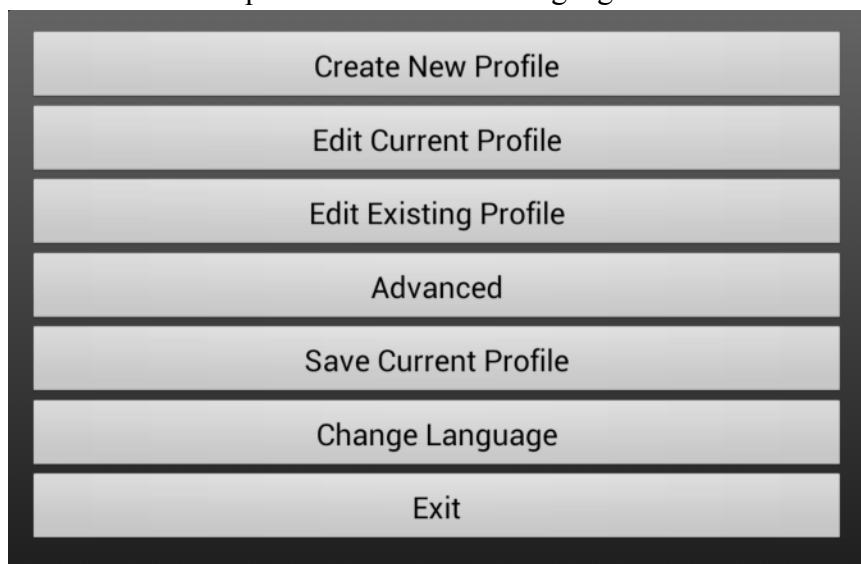 Create New Profile
Edit Current Profile
Edit Existing Profile
Advanced
Save Current Profile
Change Language
Exit